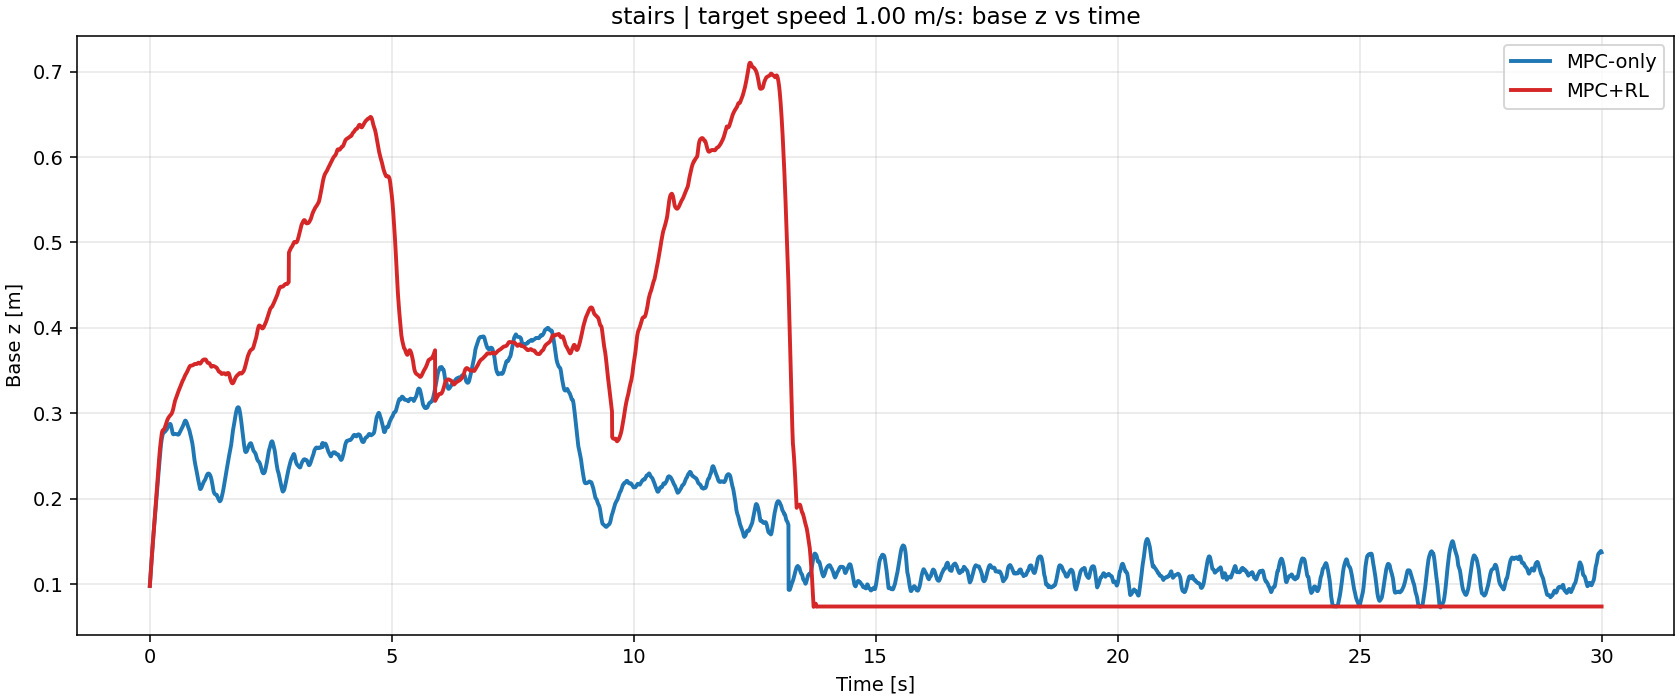 stairs | target speed 1.00 m/s: base z vs time
MPC-only
MPC+RL
Base z [m]
0.7
0.6
0.5
0.4
0.3
0.2
0.1
0 5 10 15 20 25 30
Time [s]